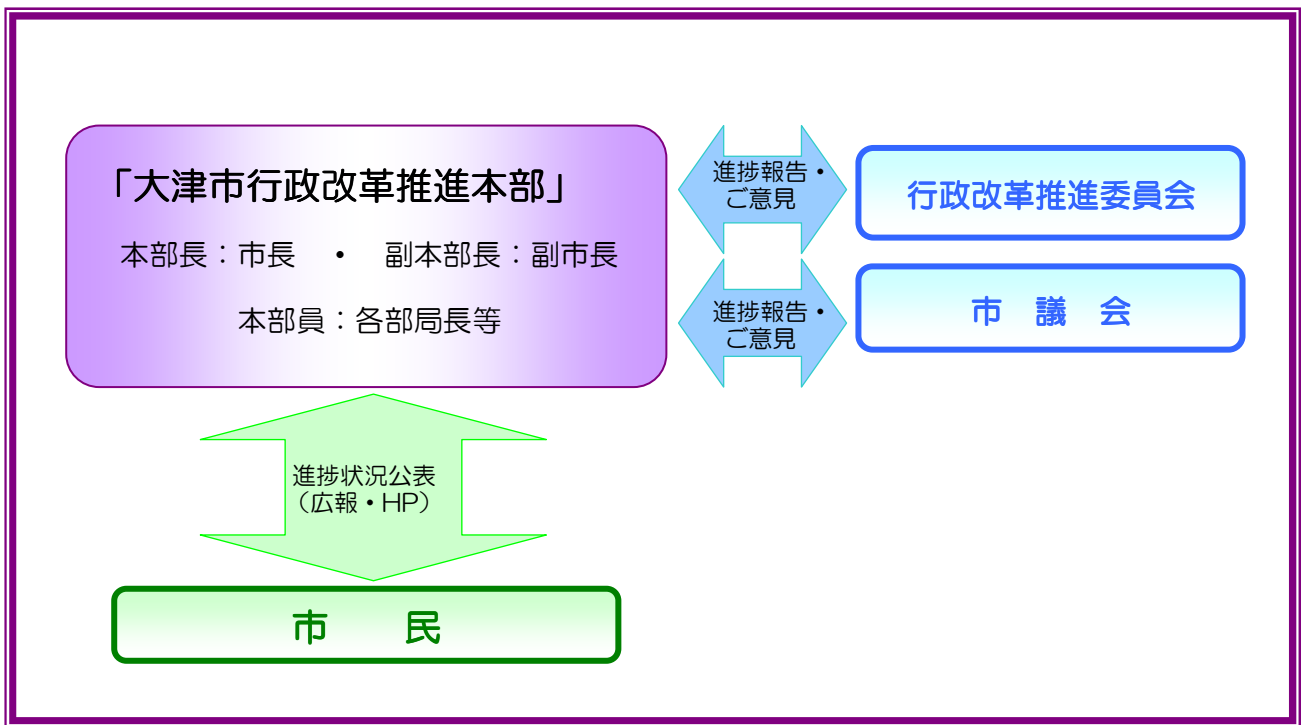 「大津市行政改革推進本部」
本部長：市長　・　副本部長：副市長
本部員：各部局長等
進捗報告・
ご意見
行政改革推進委員会
進捗報告・
ご意見
市　議　会
進捗状況公表
（広報・HP）
市　　民